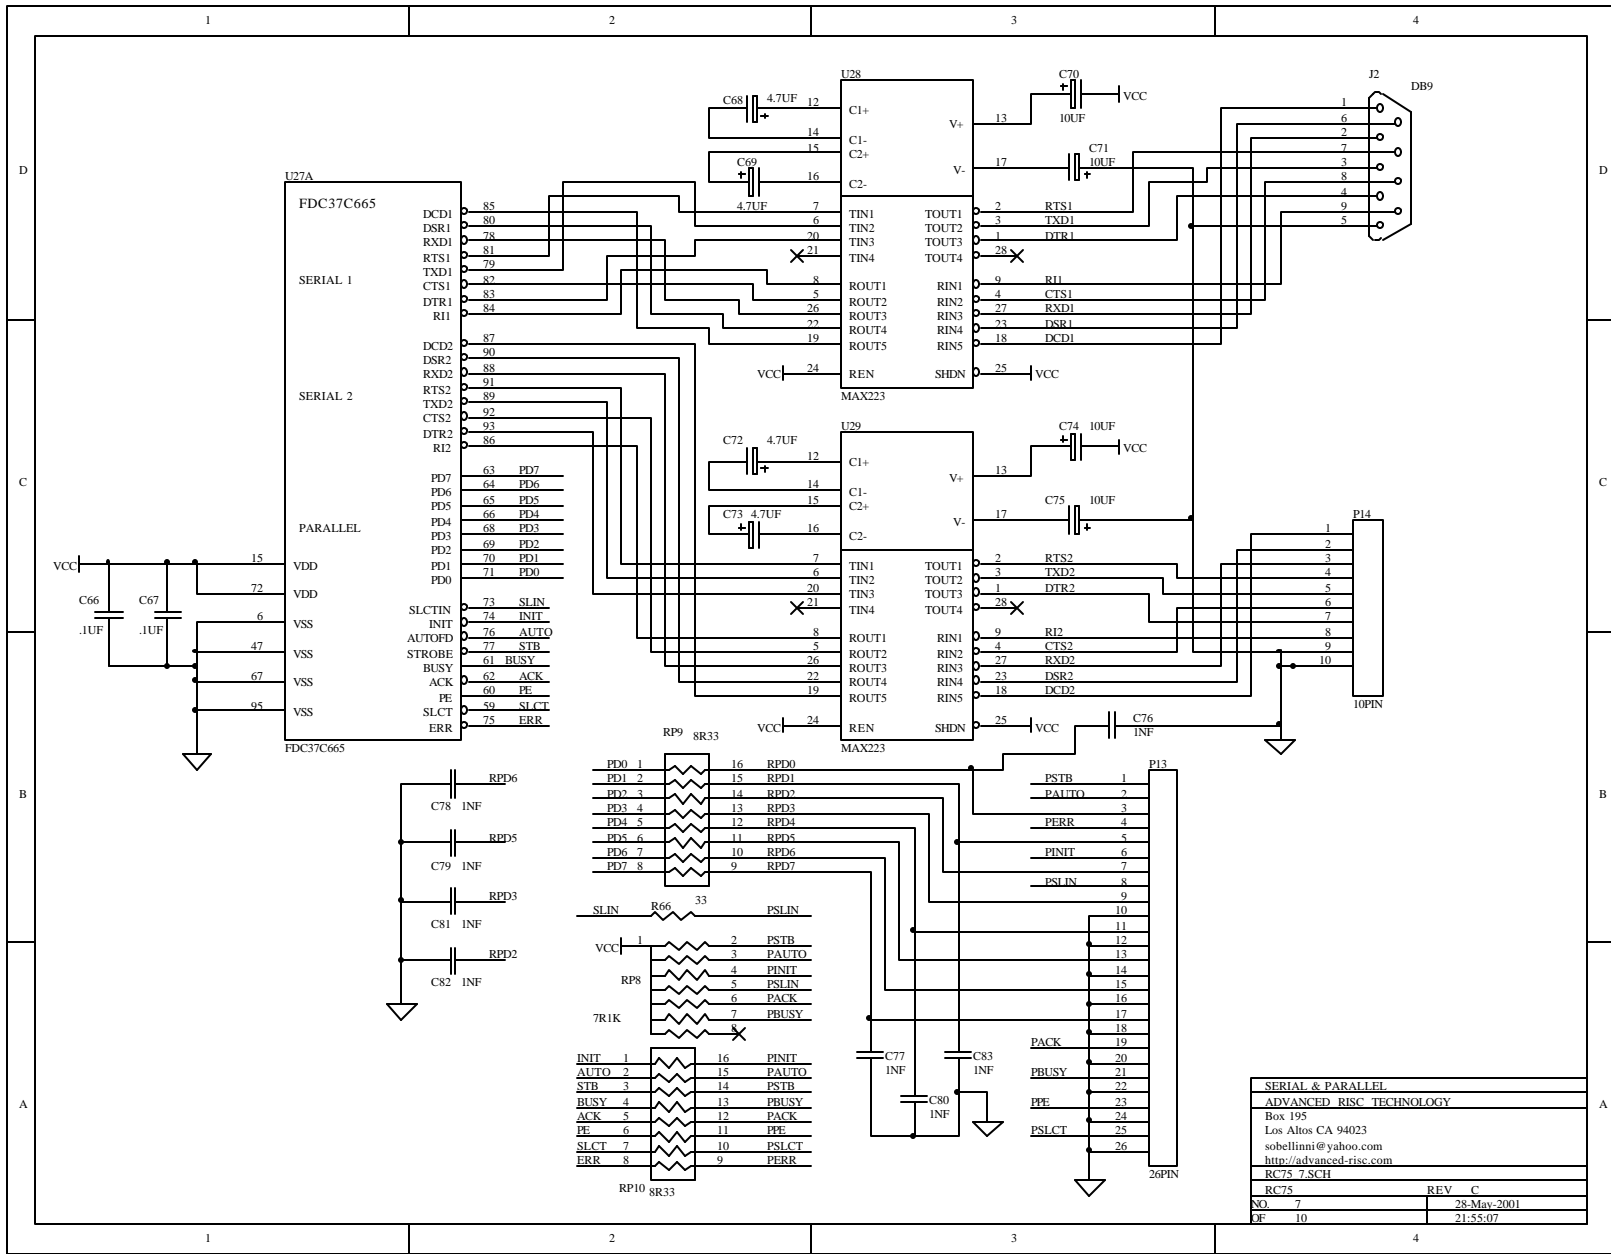 1 2 3 4
D
C
B
A
D
C
B
A
1 2 3 4
U27A
FDC37C665
SERIAL 1
SERIAL 2
PARALLEL
DCD1 85
DSR1 80
RXD1 78
RTS1 81
TXD1 79
CTS1 82
DTR1 83
RI1 84
DCD2 87
DSR2 90
RXD2 88
RTS2 91
TXD2 89
CTS2 92
DTR2 93
RI2 86
PD7 63 PD7
PD6 64 PD6
PD5 65 PD5
PD4 66 PD4
PD3 68 PD3
PD2 69 PD2
PD1 70 PD1
PD0 71 PD0
SLCTIN 73 SLIN
INIT 74 INIT
AUTOFD 76 AUTO
STROBE 77 STB
BUSY 61 BUSY
ACK 62 ACK
PE 60 PE
SLCT 59 SLCT
ERR 75 ERR
VCC 15 VDD
72 VDD
6 VSS
47 VSS
67 VSS
95 VSS
C66 .1UF
C67 .1UF
FDC37C665
U28
C68 4.7UF
C69
4.7UF
12 C1+
14 C1-
15 C2+
16 C2-
V+ 13
V- 17
C70
10UF
VCC
C71
10UF
7 TIN1 TOUT1 2 RTS1
6 TIN2 TOUT2 3 TXD1
20 TIN3 TOUT3 1 DTR1
21 TIN4 TOUT4 28
8 ROUT1 RIN1 9 RI1
5 ROUT2 RIN2 4 CTS1
26 ROUT3 RIN3 27 RXD1
22 ROUT4 RIN4 23 DSR1
19 ROUT5 RIN5 18 DCD1
VCC 24 REN SHDN 25 VCC
MAX223
J2
DB9
1
6
2
7
3
8
4
9
5
U29
C72 4.7UF
C73 4.7UF
12 C1+
14 C1-
15 C2+
16 C2-
V+ 13
V- 17
C74 10UF
VCC
C75 10UF
7 TIN1 TOUT1 2 RTS2
6 TIN2 TOUT2 3 TXD2
20 TIN3 TOUT3 1 DTR2
21 TIN4 TOUT4 28
8 ROUT1 RIN1 9 RI2
5 ROUT2 RIN2 4 CTS2
26 ROUT3 RIN3 27 RXD2
22 ROUT4 RIN4 23 DSR2
19 ROUT5 RIN5 18 DCD2
VCC 24 REN SHDN 25 VCC
MAX223
P14
1
2
3
4
5
6
7
8
9
10
10PIN
C76
1NF
RPD6
C78 1NF
RPD5
C79 1NF
RPD3
C81 1NF
RPD2
C82 1NF
RP9 8R33
PD0 1 16 RPD0
PD1 2 15 RPD1
PD2 3 14 RPD2
PD3 4 13 RPD3
PD4 5 12 RPD4
PD5 6 11 RPD5
PD6 7 10 RPD6
PD7 8 9 RPD7
SLIN R66 33 PSLIN
VCC 1
RP8
7R1K
2 PSTB
3 PAUTO
4 PINIT
5 PSLIN
6 PACK
7 PBUSY
8
INIT 1 16 PINIT
AUTO 2 15 PAUTO
STB 3 14 PSTB
BUSY 4 13 PBUSY
ACK 5 12 PACK
PE 6 11 PPE
SLCT 7 10 PSLCT
ERR 8 9 PERR
RP10 8R33
C77
1NF
C80
1NF
C83
1NF
P13
PSTB 1
PAUTO 2
3
PERR 4
5
PINIT 6
7
PSLIN 8
9
10
11
12
13
14
15
16
17
18
PACK 19
20
PBUSY 21
22
PPE 23
24
PSLCT 25
26
26PIN
SERIAL & PARALLEL
ADVANCED RISC TECHNOLOGY
Box 195
Los Altos CA 94023
sobellinni@yahoo.com
http://advanced-risc.com
RC75_7.SCH
RC75 REV C
NO. 7 28-May-2001
OF 10 21:55:07